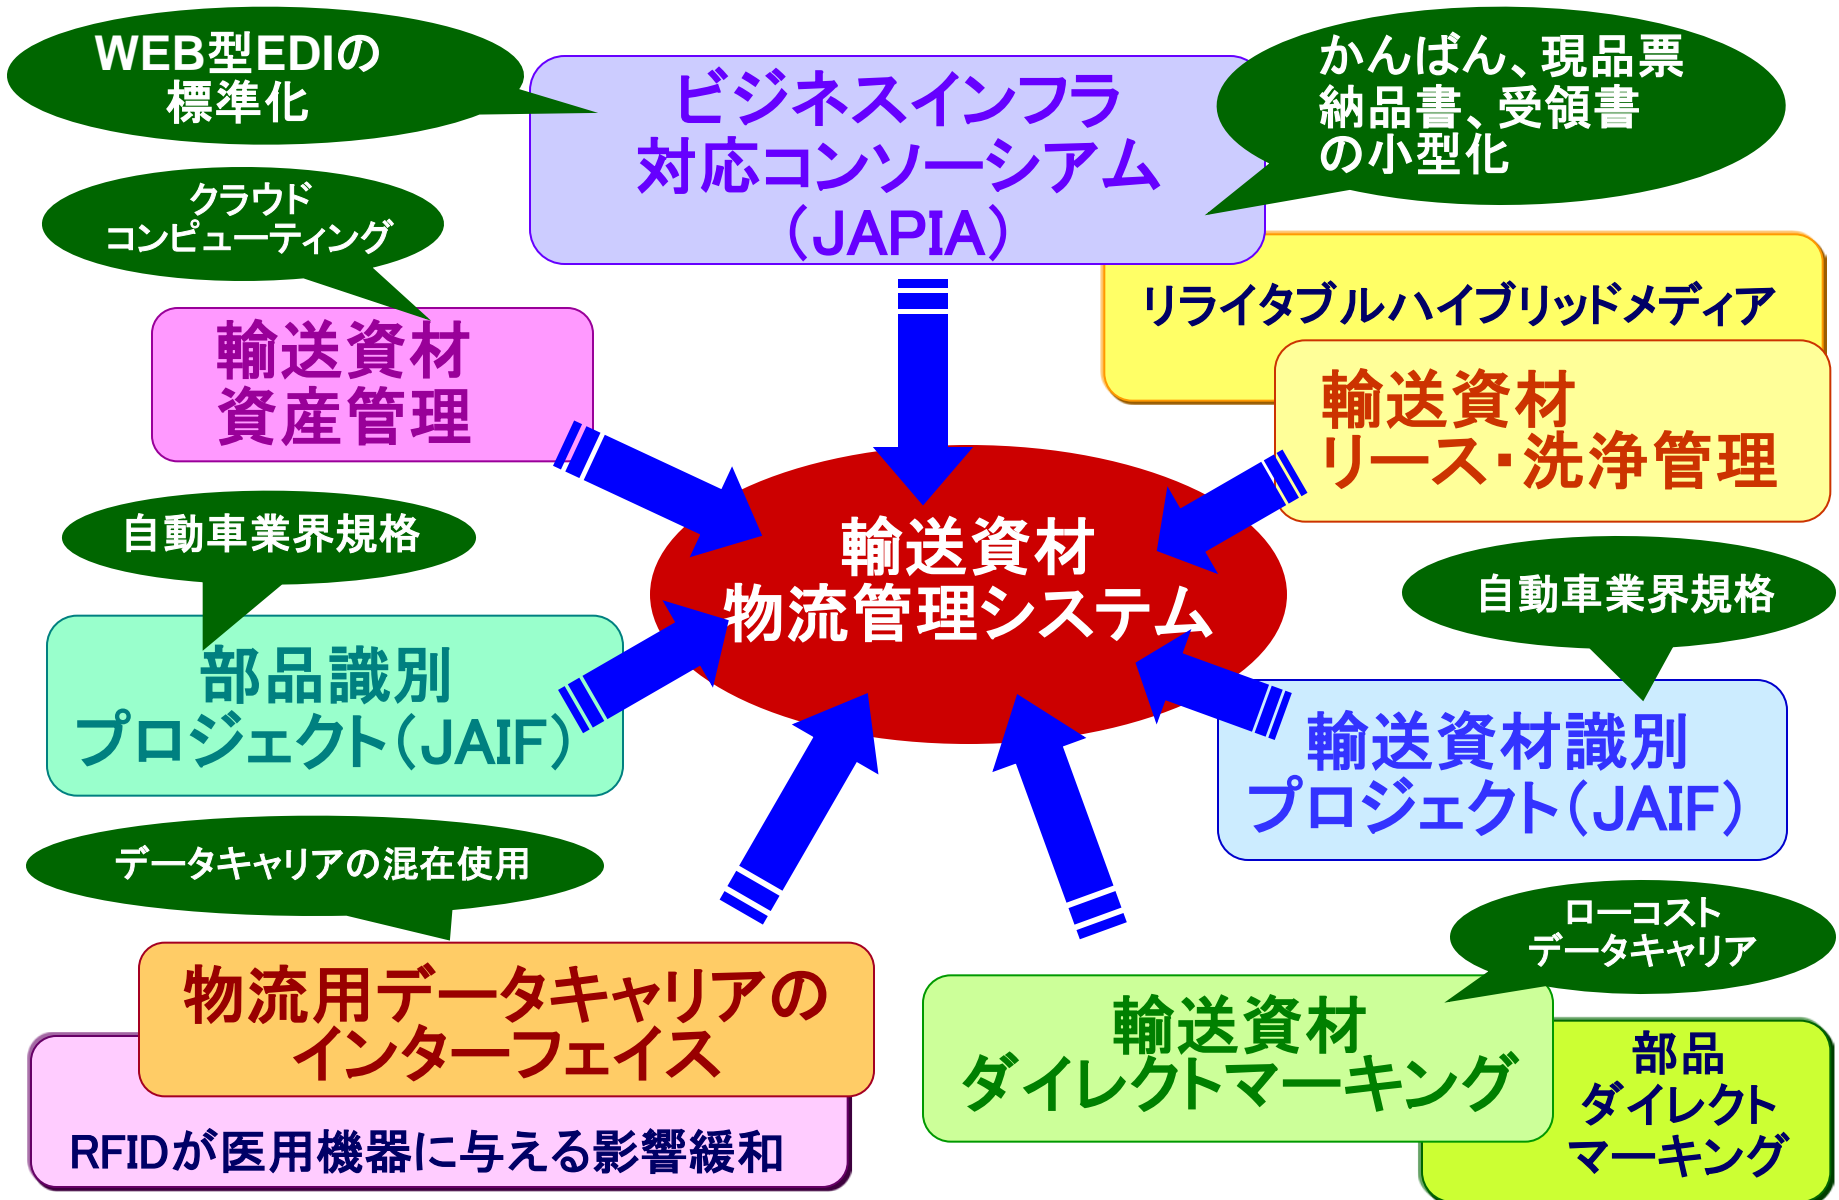 WEB型EDIの
標準化
ビジネスインフラ
対応コンソーシアム
（JAPIA）
かんばん、現品票
納品書、受領書
の小型化
クラウド
コンピューティング
輸送資材
資産管理
リライタブルハイブリッドメディア
輸送資材
リース・洗浄管理
自動車業界規格
部品識別
プロジェクト（JAIF）
輸送資材
物流管理システム
自動車業界規格
輸送資材識別
プロジェクト（JAIF）
データキャリアの混在使用
物流用データキャリアの
インターフェイス
RFIDが医用機器に与える影響緩和
ローコスト
データキャリア
輸送資材
ダイレクトマーキング
部品
ダイレクト
マーキング